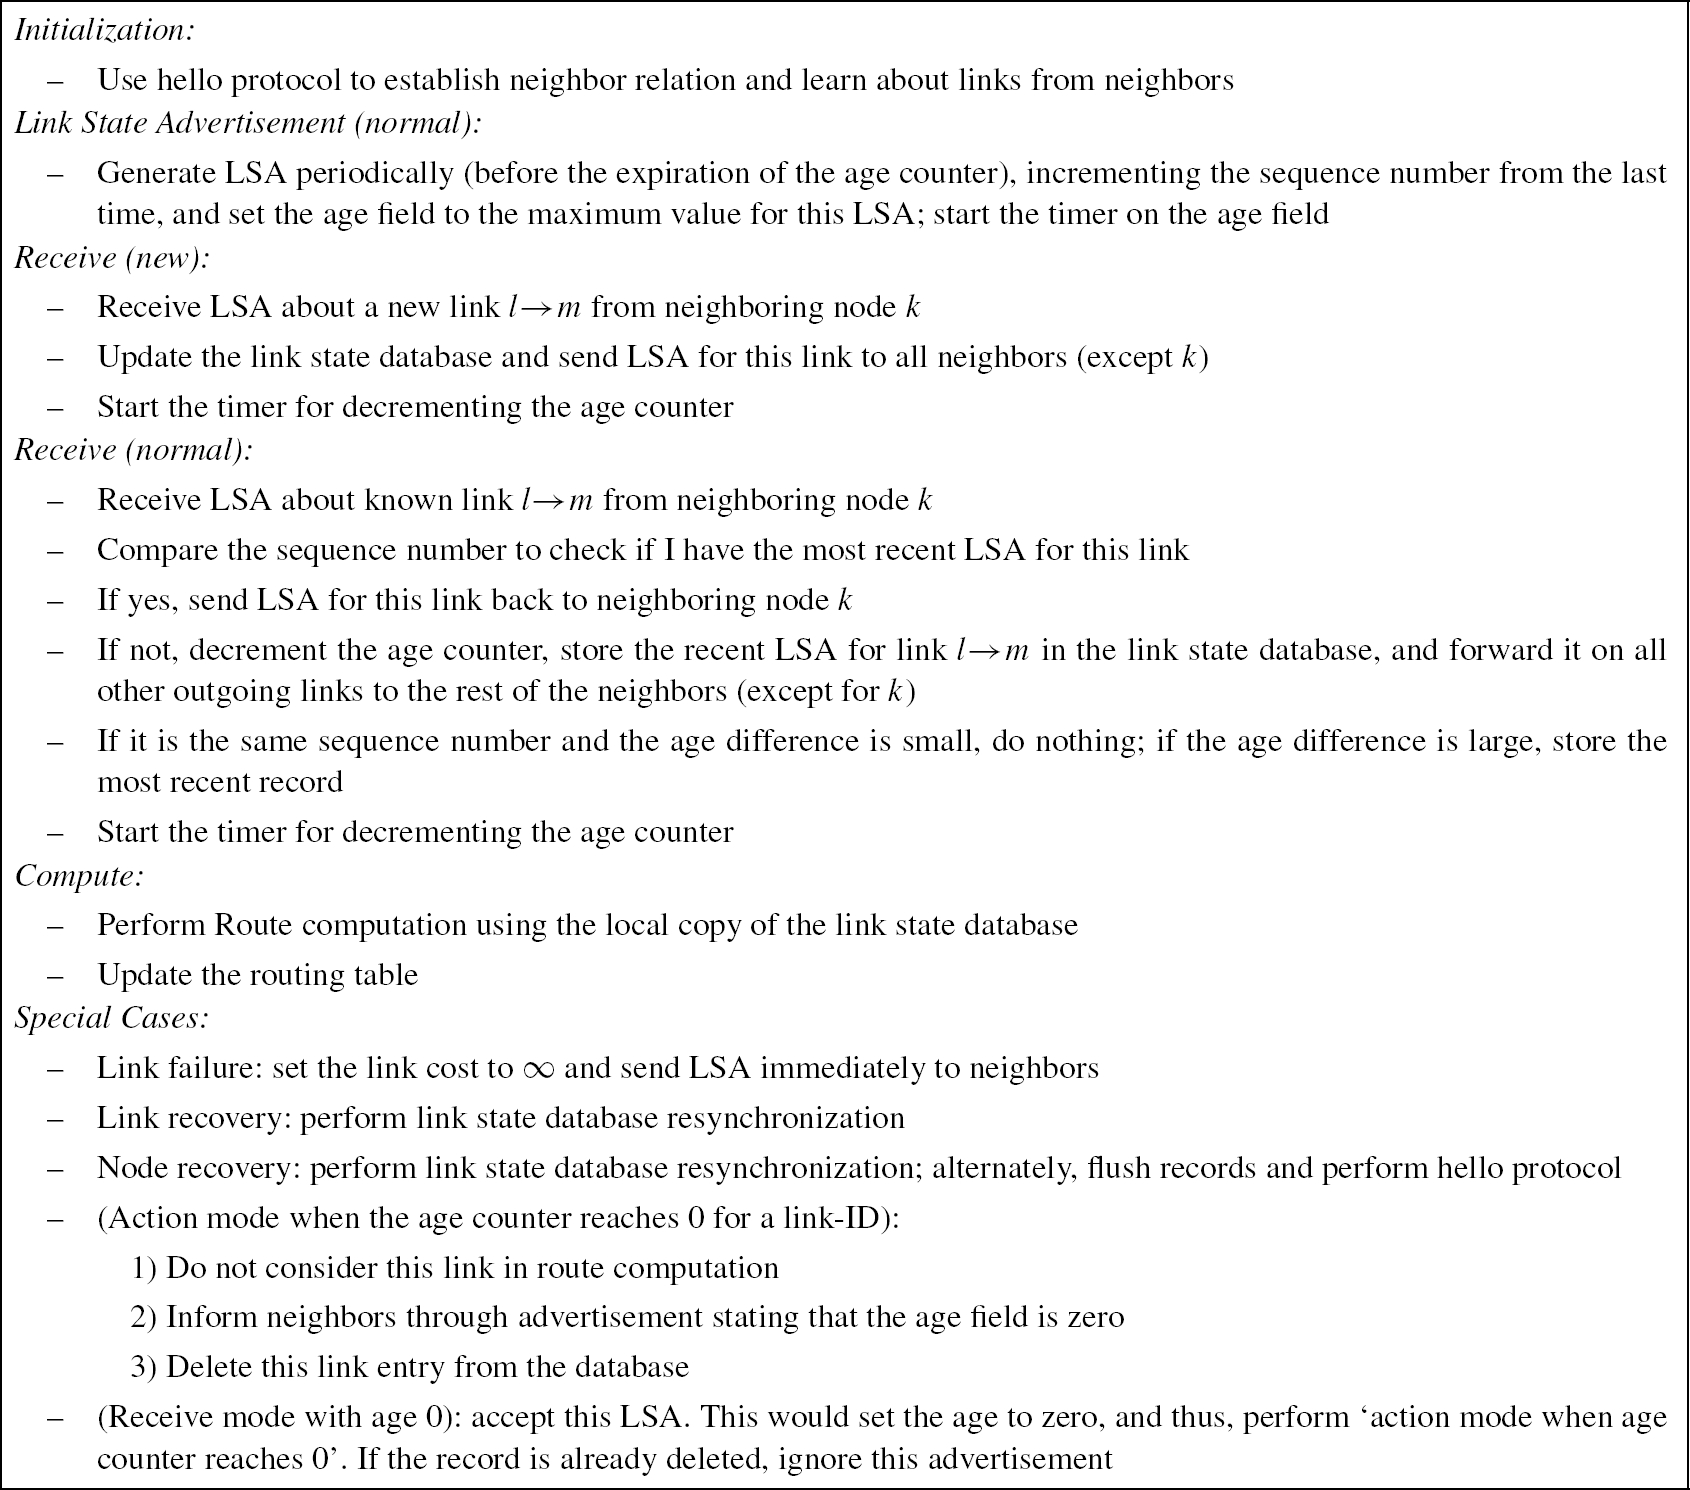 Initialization:
– Use hello protocol to establish neighbor relation and learn about links from neighbors
Link State Advertisement (normal):
– Generate LSA periodically (before the expiration of the age counter), incrementing the sequence number from the last
time, and set the age field to the maximum value for this LSA; start the timer on the age field
Receive (new):
– Receive LSA about a new link l→m from neighboring node k
– Update the link state database and send LSA for this link to all neighbors (except k)
– Start the timer for decrementing the age counter
Receive (normal):
– Receive LSA about known link l→m from neighboring node k
– Compare the sequence number to check if I have the most recent LSA for this link
– If yes, send LSA for this link back to neighboring node k
– If not, decrement the age counter, store the recent LSA for link l→m in the link state database, and forward it on all
other outgoing links to the rest of the neighbors (except for k)
– If it is the same sequence number and the age difference is small, do nothing; if the age difference is large, store the
most recent record
– Start the timer for decrementing the age counter
Compute:
– Perform Route computation using the local copy of the link state database
– Update the routing table
Special Cases:
– Link failure: set the link cost to ∞ and send LSA immediately to neighbors
– Link recovery: perform link state database resynchronization
– Node recovery: perform link state database resynchronization; alternately, flush records and perform hello protocol
– (Action mode when the age counter reaches 0 for a link-ID):
1) Do not consider this link in route computation
2) Inform neighbors through advertisement stating that the age field is zero
3) Delete this link entry from the database
– (Receive mode with age 0): accept this LSA. This would set the age to zero, and thus, perform ‘action mode when age
counter reaches 0’. If the record is already deleted, ignore this advertisement